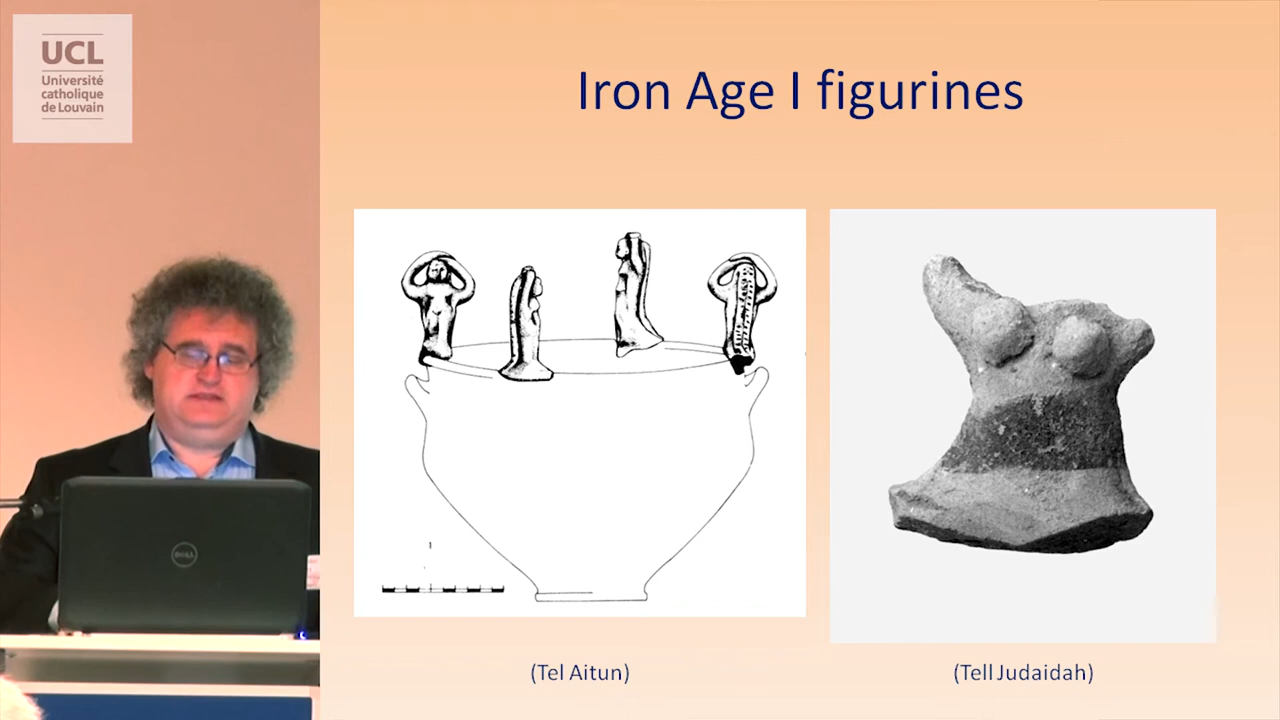 UCL
Université
catholique
de Louvain
Iron Age I figurines
(Tel Aitun)
(Tell Judaidah)
DELL